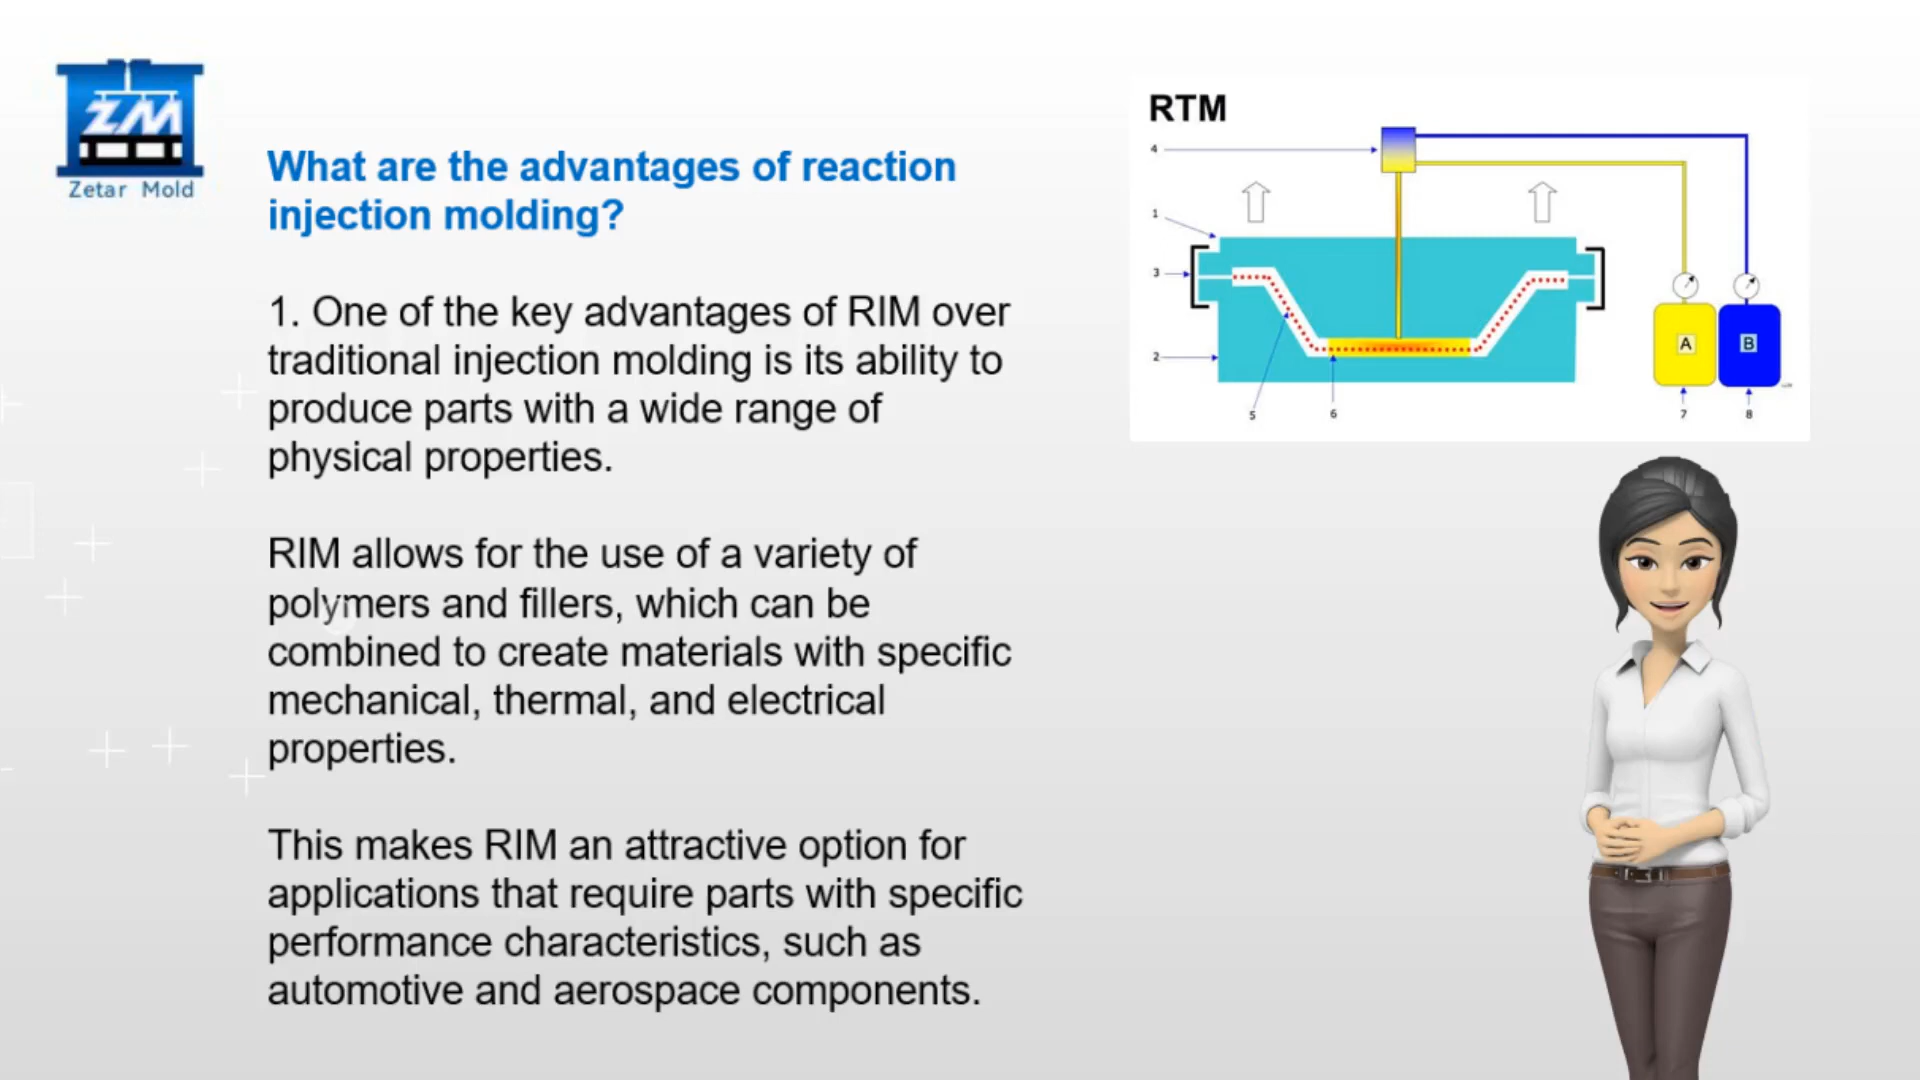 ZM
Zetar Mold
What are the advantages of reaction
injection molding?
1. One of the key advantages of RIM over
traditional injection molding is its ability to
produce parts with a wide range of
physical properties.
RIM allows for the use of a variety of
polymers and fillers, which can be
combined to create materials with specific
mechanical, thermal, and electrical
properties.
This makes RIM an attractive option for
applications that require parts with specific
performance characteristics, such as
automotive and aerospace components.
RTM
4
1
3
2
5
6
A
B
7
8